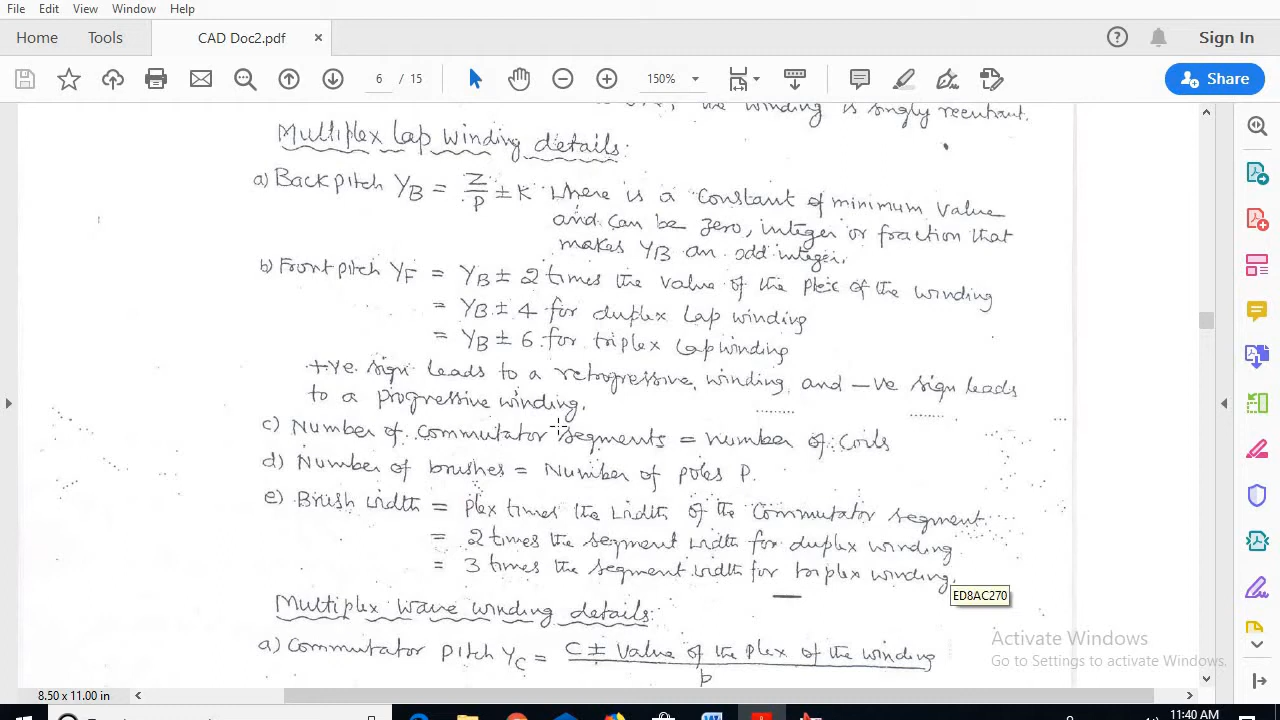 File Edit View Window Help
Home Tools CAD Doc2.pdf × Sign In
6 / 15 150% Share
the winding is singly reentrant.
Multiplex Lap Winding details:
a) Back pitch YB = Z/P ± K Where is a Constant of minimum value
and can be zero, integer or fraction that
makes YB an odd integer.
b) Front pitch YF = YB ± 2 times the value of the plex of the winding
= YB ± 4 for duplex Lap winding
= YB ± 6 for triplex Lap winding
+ve sign leads to a retrogressive winding and -ve sign leads
to a progressive winding.
c) Number of Commutator segments = number of Coils
d) Number of brushes = Number of poles P.
e) Brush width = plex times the width of the Commutator segment
= 2 times the segment width for duplex winding
= 3 times the segment width for triplex winding.
ED8AC270
Multiplex wave winding details:
a) Commutator pitch YC = C ± Value of the plex of the winding
p
Activate Windows
Go to Settings to activate Windows.
8.50 x 11.00 in
11:40 AM